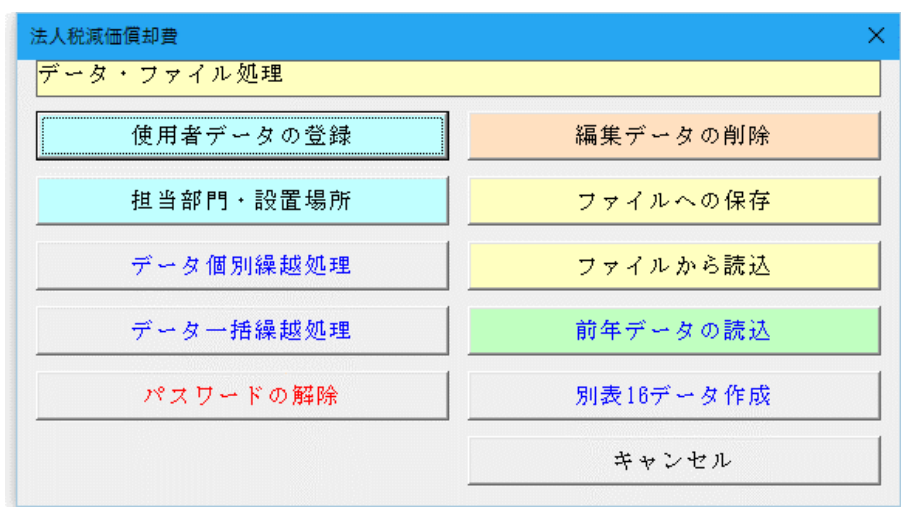 法人税減価償却費
データ・ファイル処理
使用者データの登録
編集データの削除
担当部門・設置場所
ファイルへの保存
データ個別繰越処理
ファイルから読込
データ一括繰越処理
前年データの読込
パスワードの解除
別表16データ作成
キャンセル